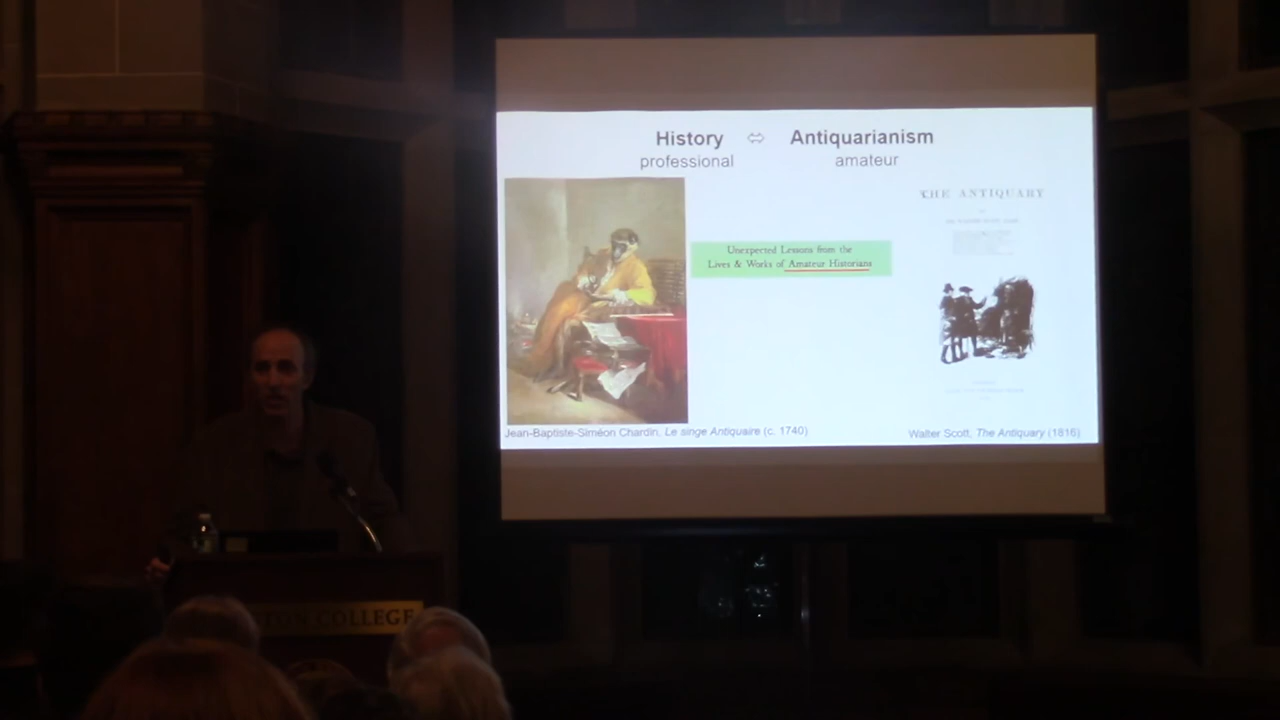 History ⇔ Antiquarianism
professional amateur
THE ANTIQUARY
Unexpected Lessons from the
Lives & Works of Amateur Historians
Jean-Baptiste-Siméon Chardin, Le singe Antiquaire (c. 1740)
Walter Scott, The Antiquary (1816)
TON COLLEGE